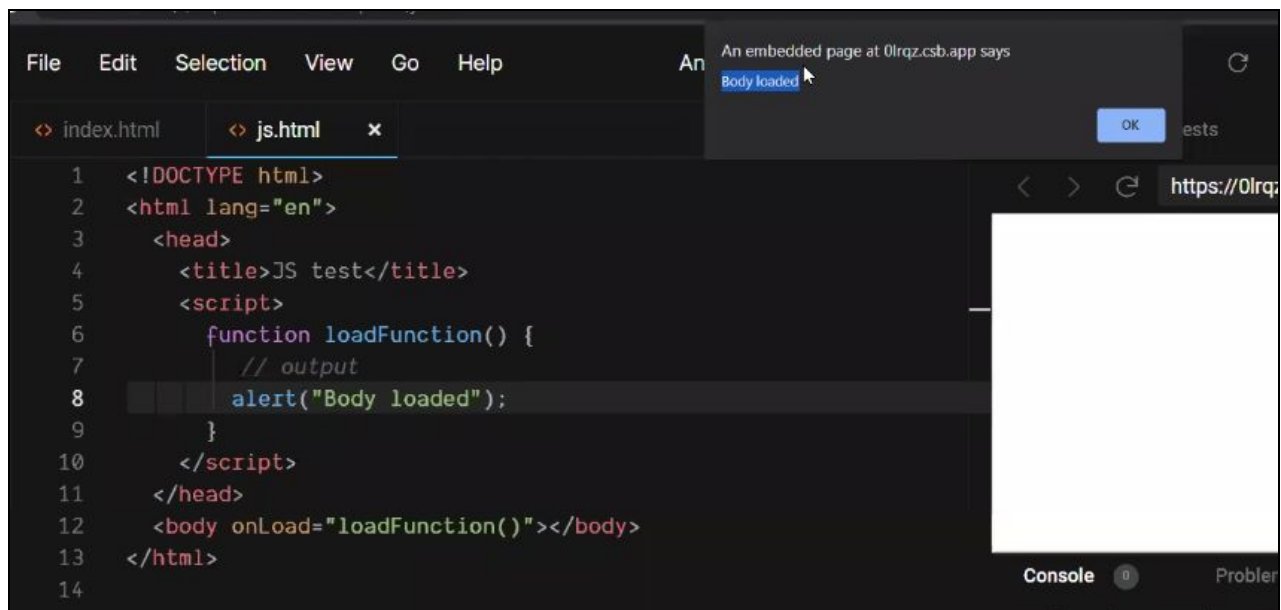 File Edit Selection View Go Help An
An embedded page at 0lrqz.csb.app says
Body loaded
OK
index.html js.html ests
https://0lrqz
1 <!DOCTYPE html>
2 <html lang="en">
3 <head>
4 <title>JS test</title>
5 <script>
6 function loadFunction() {
7 // output
8 alert("Body loaded");
9 }
10 </script>
11 </head>
12 <body onLoad="loadFunction()"></body>
13 </html>
14
Console 0 Problem